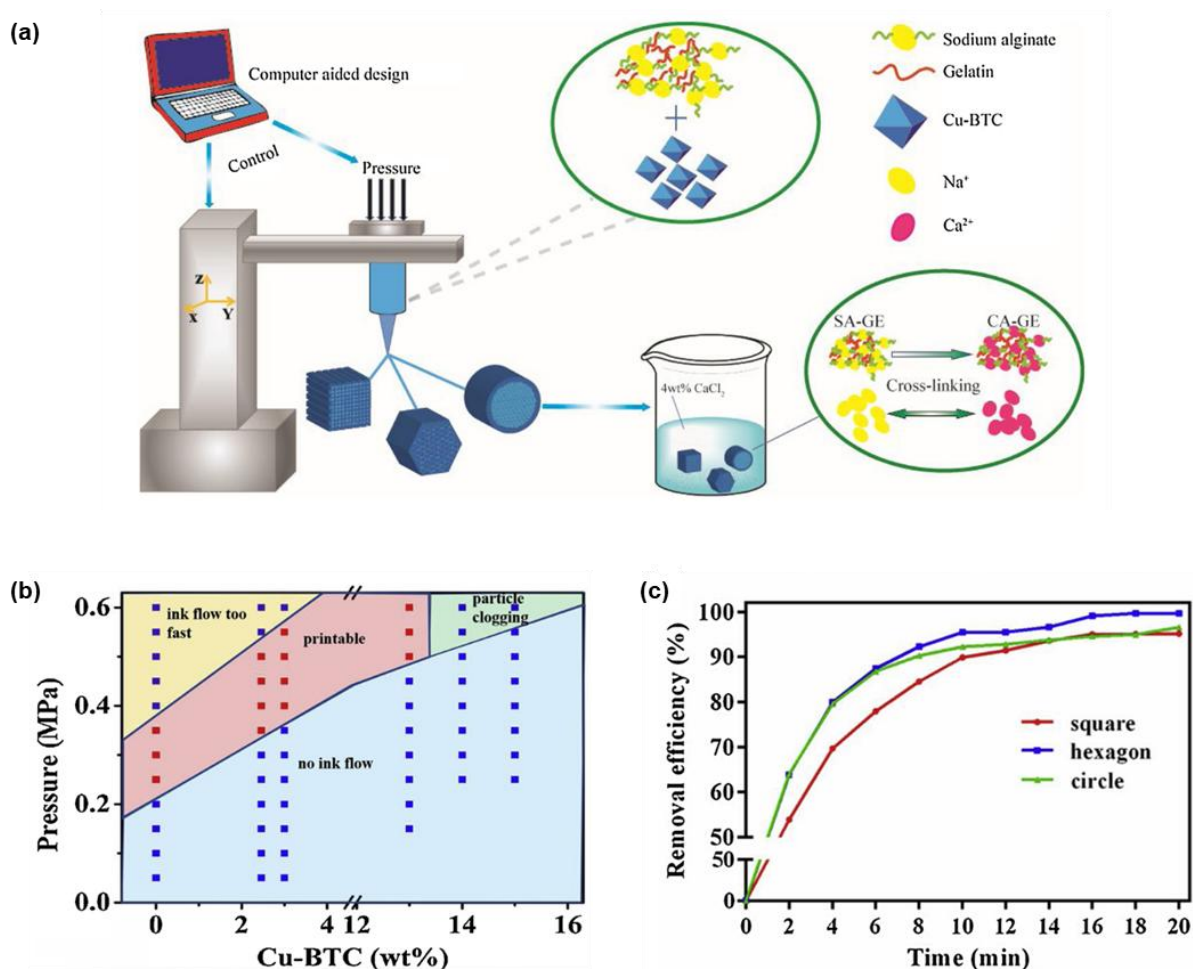 (a)
Computer aided design
Control
Pressure
Z
X
Y
Sodium alginate
Gelatin
Cu-BTC
Na⁺
Ca²⁺
4wt% CaCl₂
SA-GE
CA-GE
Cross-linking
(b)
Pressure (MPa)
0.6
0.4
0.2
0.0
ink flow too
fast
printable
particle
clogging
no ink flow
0
2
4
12
14
16
Cu-BTC (wt%)
(c)
Removal efficiency (%)
100
90
80
70
60
50
50
0
square
hexagon
circle
0 2 4 6 8 10 12 14 16 18 20
Time (min)